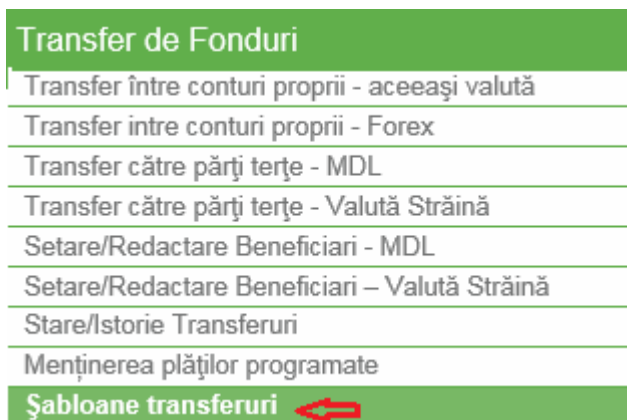 Transfer de Fonduri
Transfer între conturi proprii - aceeaşi valută
Transfer intre conturi proprii - Forex
Transfer către părţi terţe - MDL
Transfer către părţi terţe - Valută Străină
Setare/Redactare Beneficiari - MDL
Setare/Redactare Beneficiari – Valută Străină
Stare/Istorie Transferuri
Menținerea plăţilor programate
Şabloane transferuri